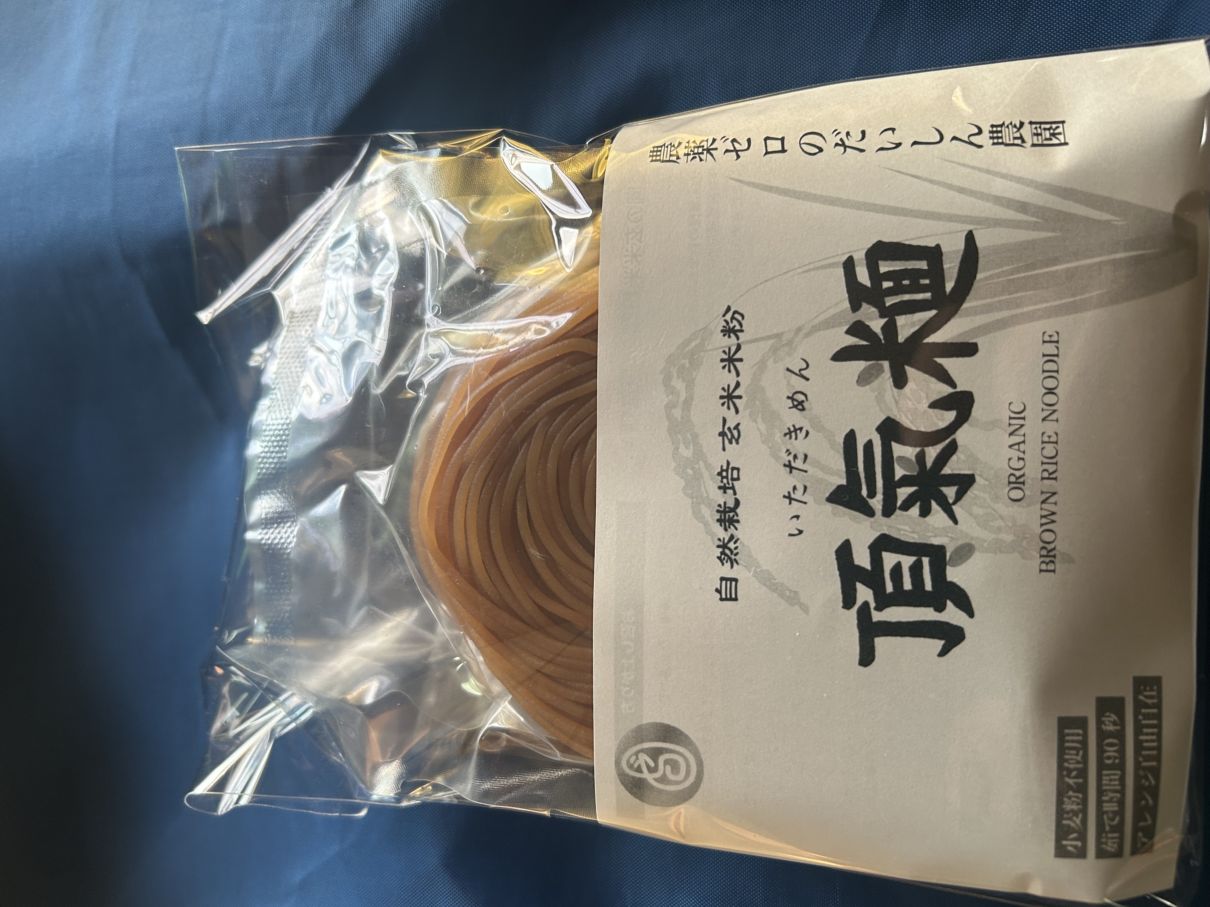 農薬ゼロのだいしん農園
自然栽培 玄米米粉
いただきめん
頂氣麺
ORGANIC
BROWN RICE NOODLE
小麦粉不使用
茹で時間 90 秒
アレンジ自由自在